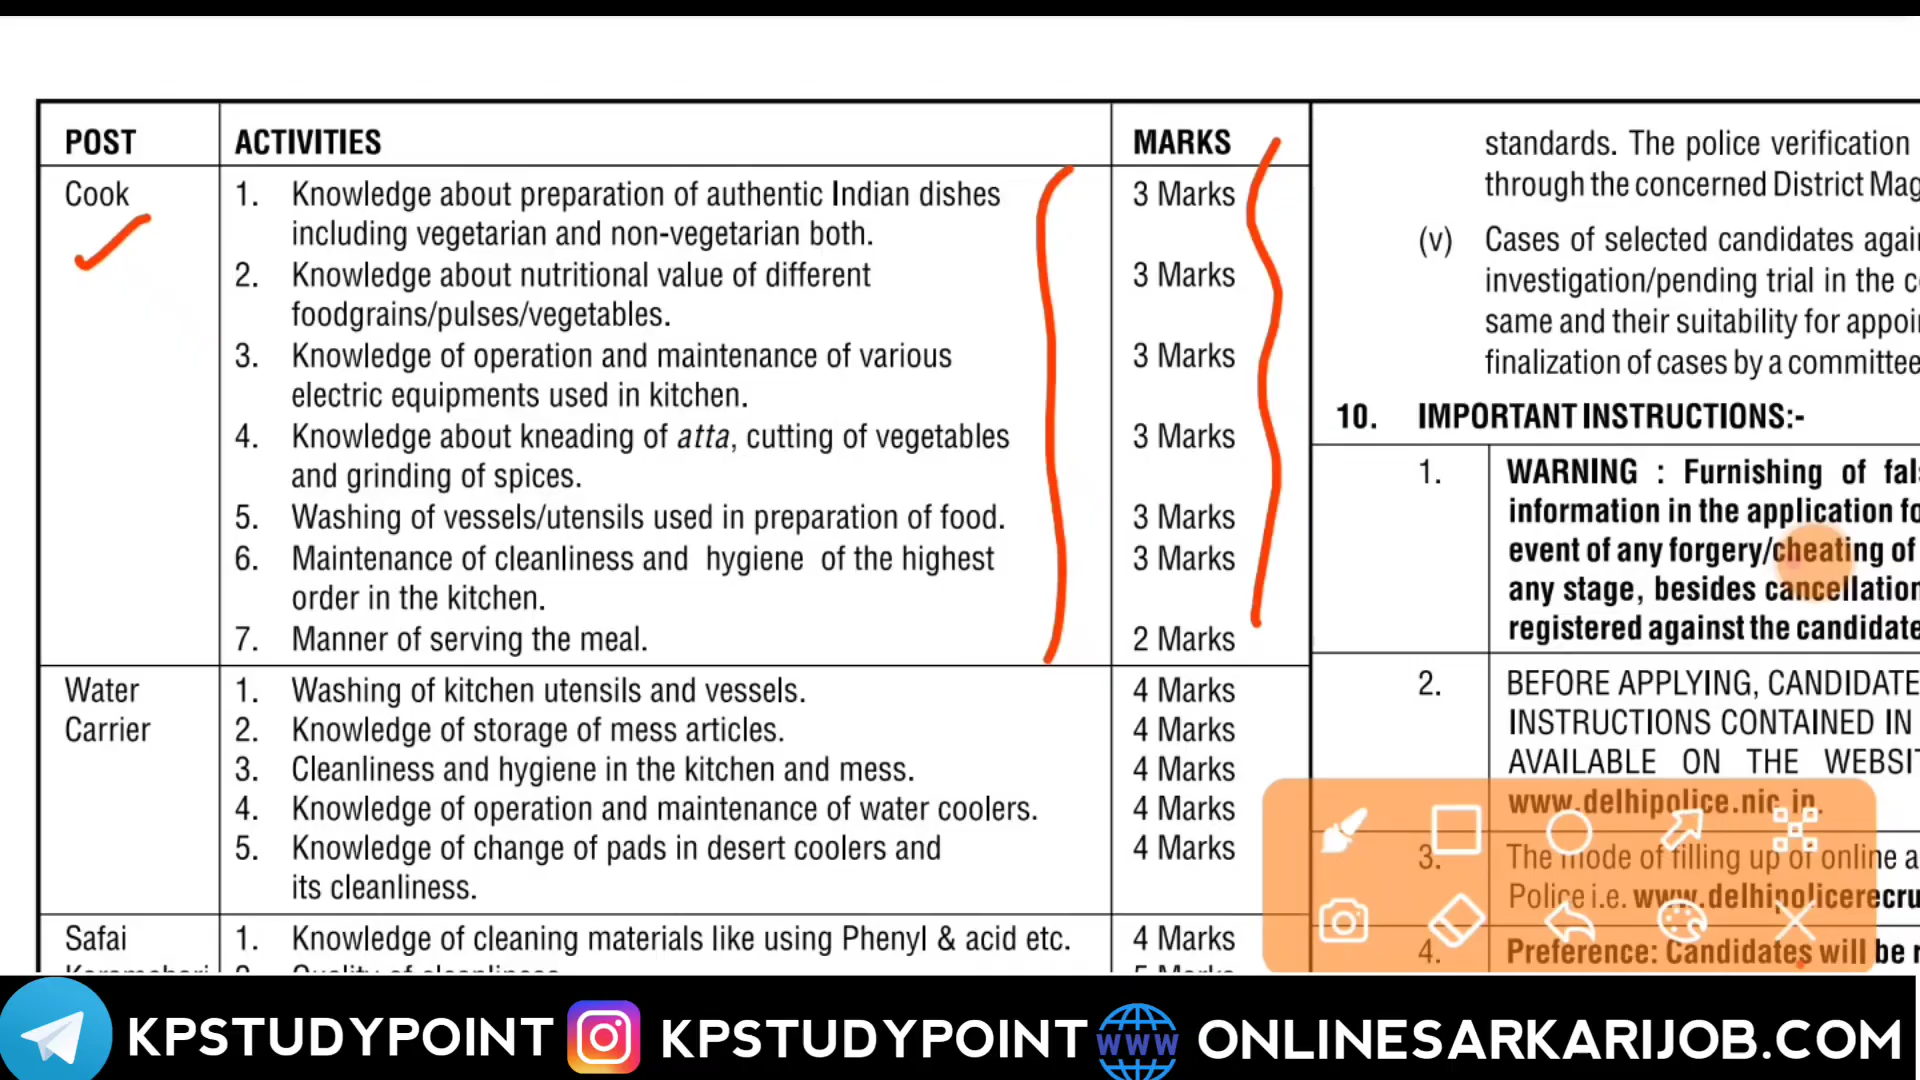 POST ACTIVITIES MARKS
Cook 1. Knowledge about preparation of authentic Indian dishes 3 Marks
including vegetarian and non-vegetarian both.
2. Knowledge about nutritional value of different 3 Marks
foodgrains/pulses/vegetables.
3. Knowledge of operation and maintenance of various 3 Marks
electric equipments used in kitchen.
4. Knowledge about kneading of atta, cutting of vegetables 3 Marks
and grinding of spices.
5. Washing of vessels/utensils used in preparation of food. 3 Marks
6. Maintenance of cleanliness and hygiene of the highest 3 Marks
order in the kitchen.
7. Manner of serving the meal. 2 Marks
Water 1. Washing of kitchen utensils and vessels. 4 Marks
Carrier 2. Knowledge of storage of mess articles. 4 Marks
3. Cleanliness and hygiene in the kitchen and mess. 4 Marks
4. Knowledge of operation and maintenance of water coolers. 4 Marks
5. Knowledge of change of pads in desert coolers and 4 Marks
its cleanliness.
Safai 1. Knowledge of cleaning materials like using Phenyl & acid etc. 4 Marks
standards. The police verification
through the concerned District
(v) Cases of selected candidates
investigation/pending trial in the
same and their suitability for
finalization of cases by a committee
10. IMPORTANT INSTRUCTIONS:-
1. WARNING : Furnishing of
information in the application
event of any forgery/cheating of
any stage, besides
registered against the
2. BEFORE APPLYING,
INSTRUCTIONS CONTAINED IN
AVAILABLE ON THE
www.delhipolice.nic.in.
3. The mode of filling up of online
Police i.e.
4. Preference: Candidates will be
KPSTUDYPOINT KPSTUDYPOINT WWW ONLINESARKARIJOB.COM